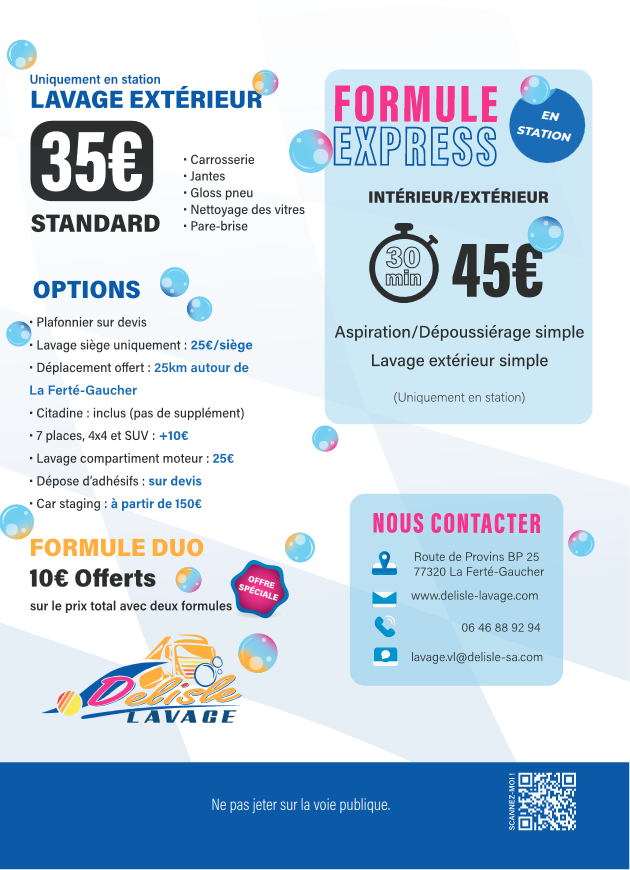 Uniquement en station
LAVAGE EXTÉRIEUR
35€
STANDARD
• Carrosserie
• Jantes
• Gloss pneu
• Nettoyage des vitres
• Pare-brise
OPTIONS
• Plafonnier sur devis
• Lavage siège uniquement : 25€/siège
• Déplacement offert : 25km autour de
La Ferté-Gaucher
• Citadine : inclus (pas de supplément)
• 7 places, 4x4 et SUV : +10€
• Lavage compartiment moteur : 25€
• Dépose d’adhésifs : sur devis
• Car staging : à partir de 150€
FORMULE DUO
10€ Offerts
sur le prix total avec deux formules
OFFRE
SPÉCIALE
Delisle
LAVAGE
FORMULE
EXPRESS
EN
STATION
INTÉRIEUR/EXTÉRIEUR
30
min
45€
Aspiration/Dépoussiérage simple
Lavage extérieur simple
(Uniquement en station)
NOUS CONTACTER
Route de Provins BP 25
77320 La Ferté-Gaucher
www.delisle-lavage.com
06 46 88 92 94
lavage.vl@delisle-sa.com
Ne pas jeter sur la voie publique.
SCANNEZ-MOI !